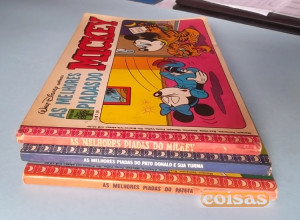 Walt Disney
AS MELHORES
PIADAS DO
MICKEY
AS MELHORES PIADAS DO MICKEY
AS MELHORES PIADAS DO PATO DONALD E SUA TURMA
AS MELHORES PIADAS DO PATETA
coisas